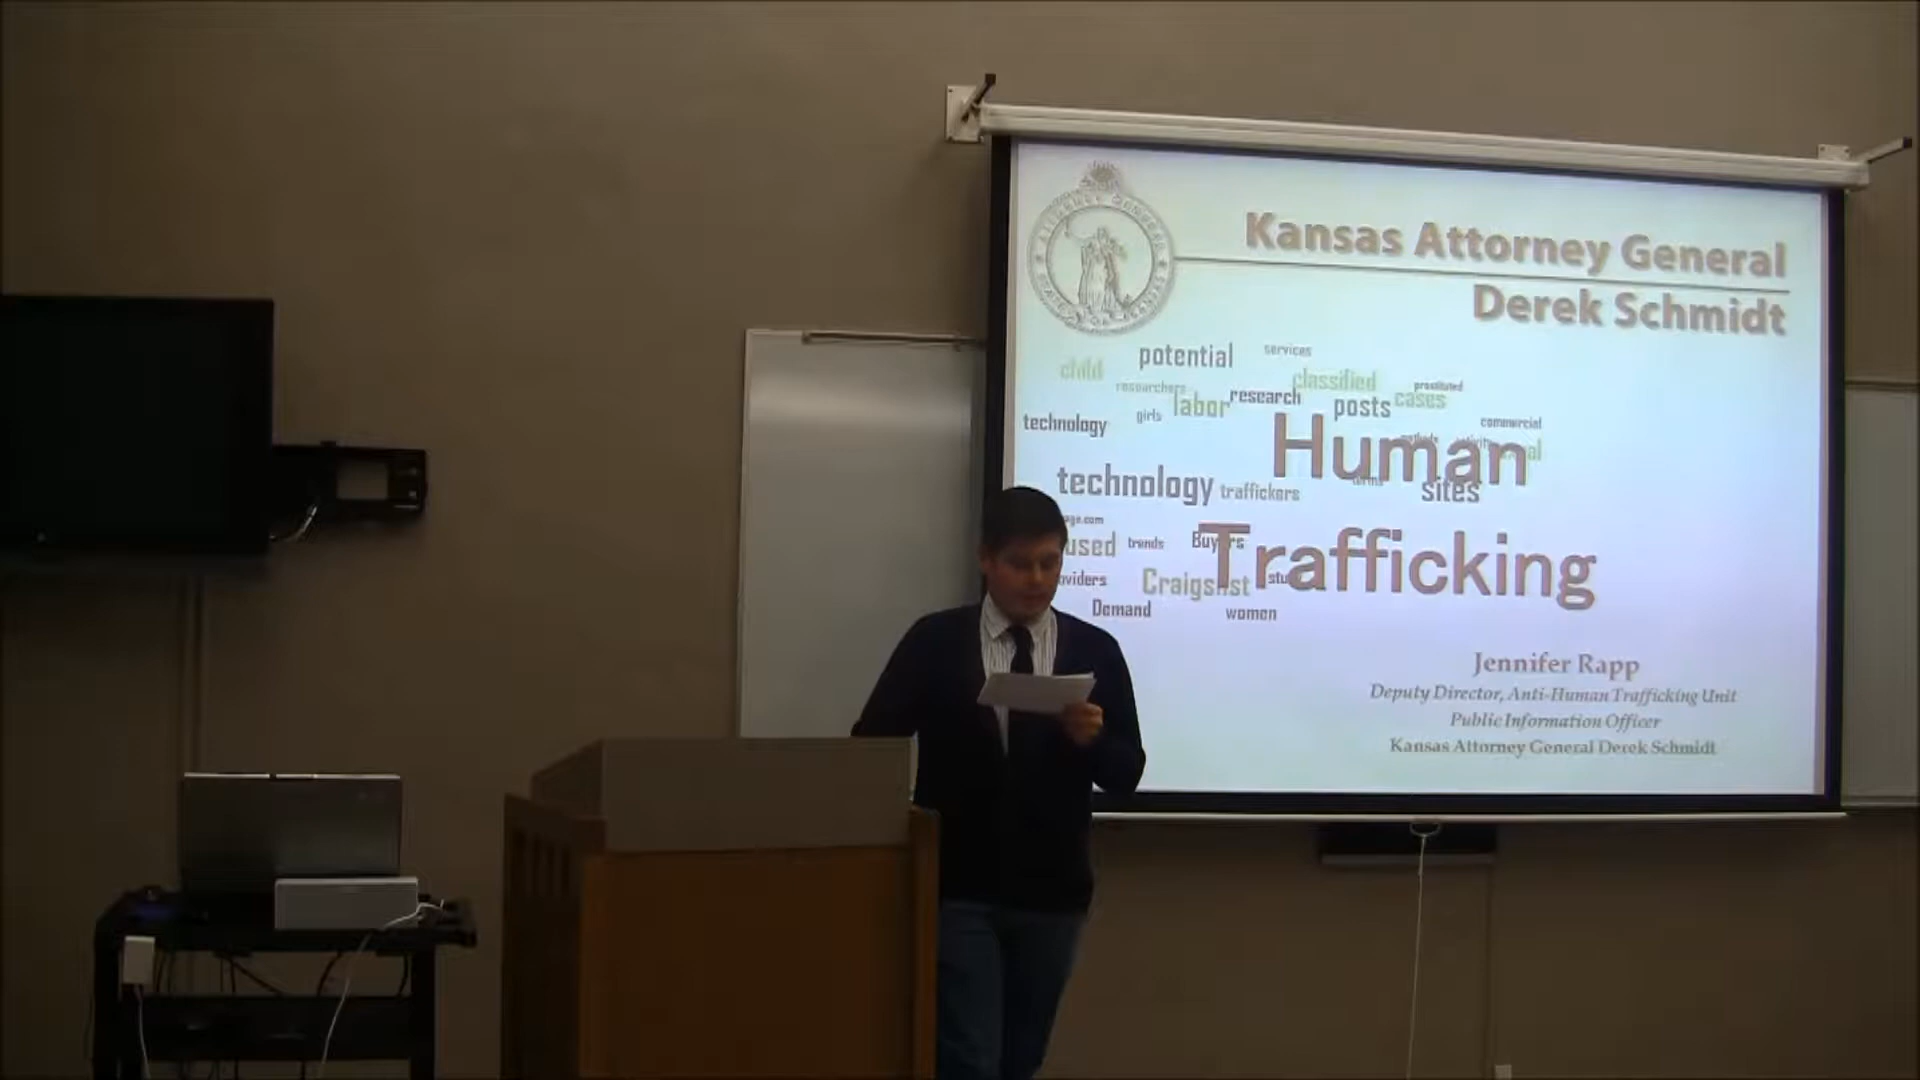 Kansas Attorney General
Derek Schmidt
potential services
child classified prostituted
researchers research cases
girls labor posts
technology commercial
Human
technology traffickers sites
used trends Buyers
Trafficking
Craigslist
Demand women
Jennifer Rapp
Deputy Director, Anti-Human Trafficking Unit
Public Information Officer
Kansas Attorney General Derek Schmidt